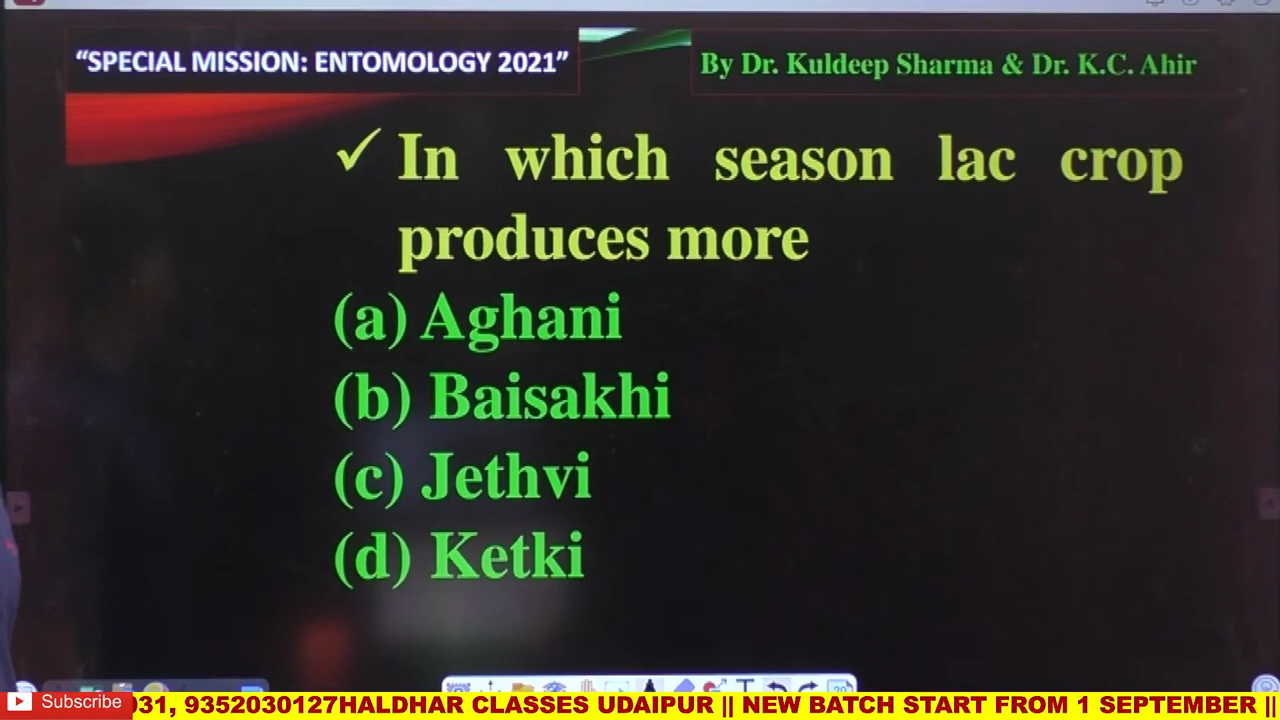 “SPECIAL MISSION: ENTOMOLOGY 2021”
By Dr. Kuldeep Sharma & Dr. K.C. Ahir
✓ In which season lac crop
produces more
(a) Aghani
(b) Baisakhi
(c) Jethvi
(d) Ketki
Subscribe
031, 9352030127HALDHAR CLASSES UDAIPUR || NEW BATCH START FROM 1 SEPTEMBER ||